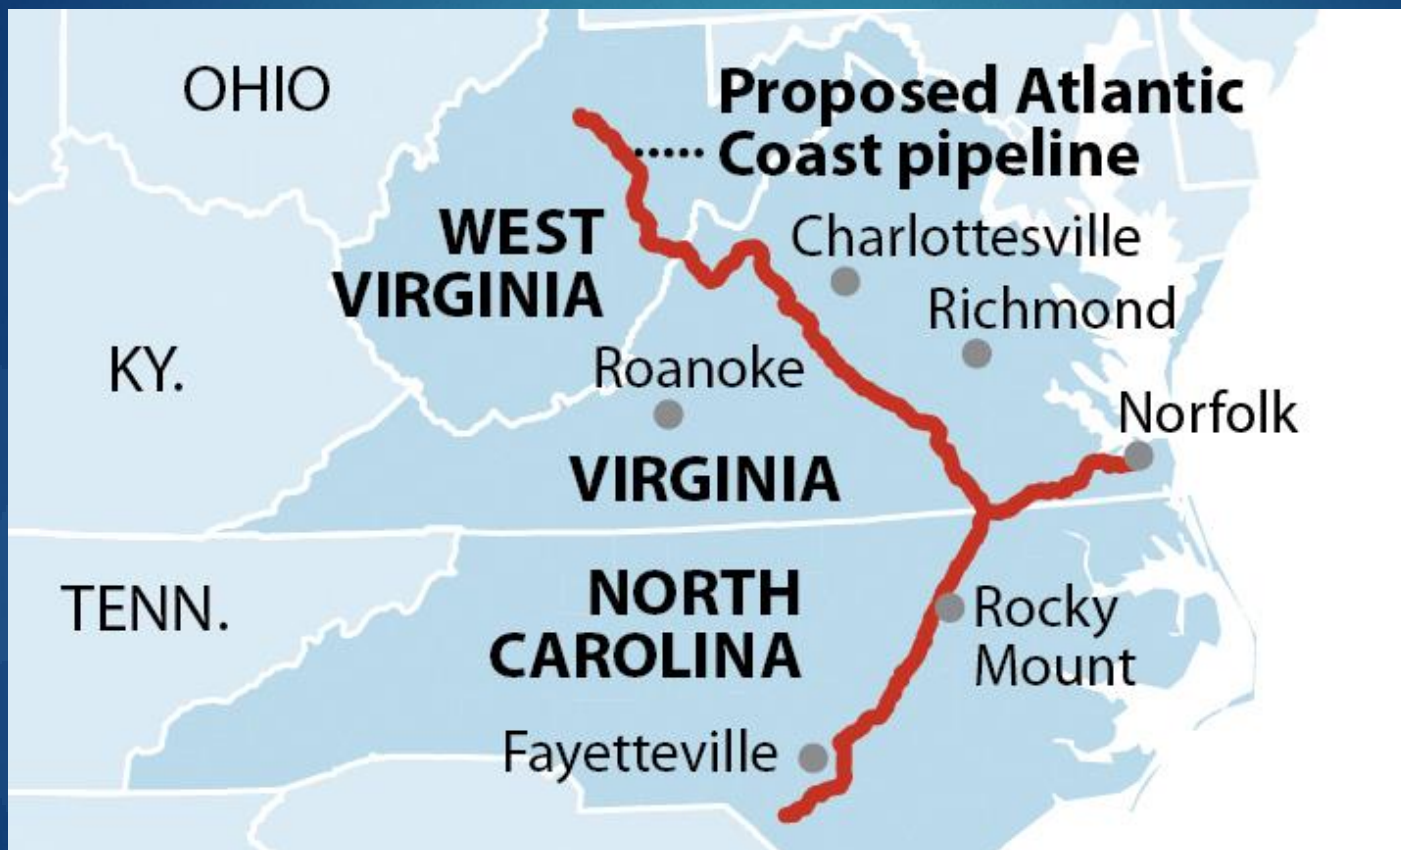 OHIO
Proposed Atlantic
Coast pipeline
WEST
VIRGINIA
Charlottesville
Richmond
KY.
Roanoke
Norfolk
VIRGINIA
TENN.
NORTH
CAROLINA
Rocky
Mount
Fayetteville